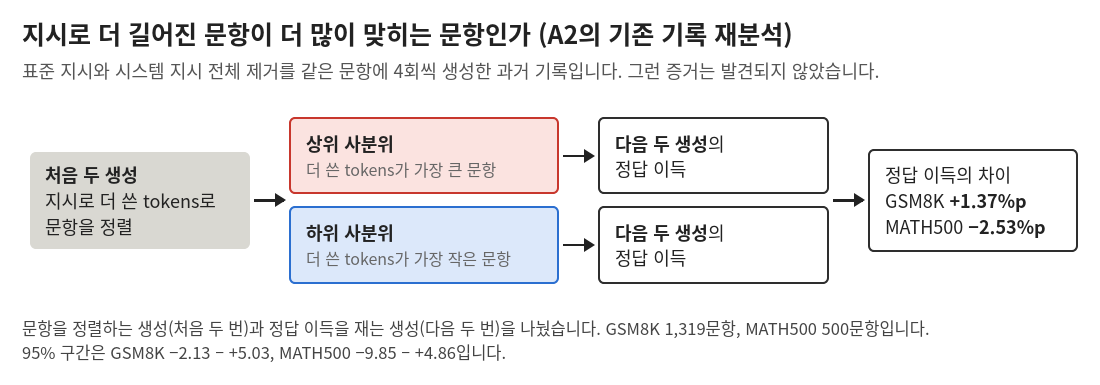 지시로 더 길어진 문항이 더 많이 맞히는 문항인가 (A2의 기존 기록 재분석)
표준 지시와 시스템 지시 전체 제거를 같은 문항에 4회씩 생성한 과거 기록입니다. 그런 증거는 발견되지 않았습니다.
처음 두 생성
지시로 더 쓴 tokens로
문항을 정렬
상위 사분위
더 쓴 tokens가 가장 큰 문항
다음 두 생성의
정답 이득
하위 사분위
더 쓴 tokens가 가장 작은 문항
다음 두 생성의
정답 이득
정답 이득의 차이
GSM8K +1.37%p
MATH500 −2.53%p
문항을 정렬하는 생성(처음 두 번)과 정답 이득을 재는 생성(다음 두 번)을 나눴습니다. GSM8K 1,319문항, MATH500 500문항입니다.
95% 구간은 GSM8K −2.13 − +5.03, MATH500 −9.85 − +4.86입니다.